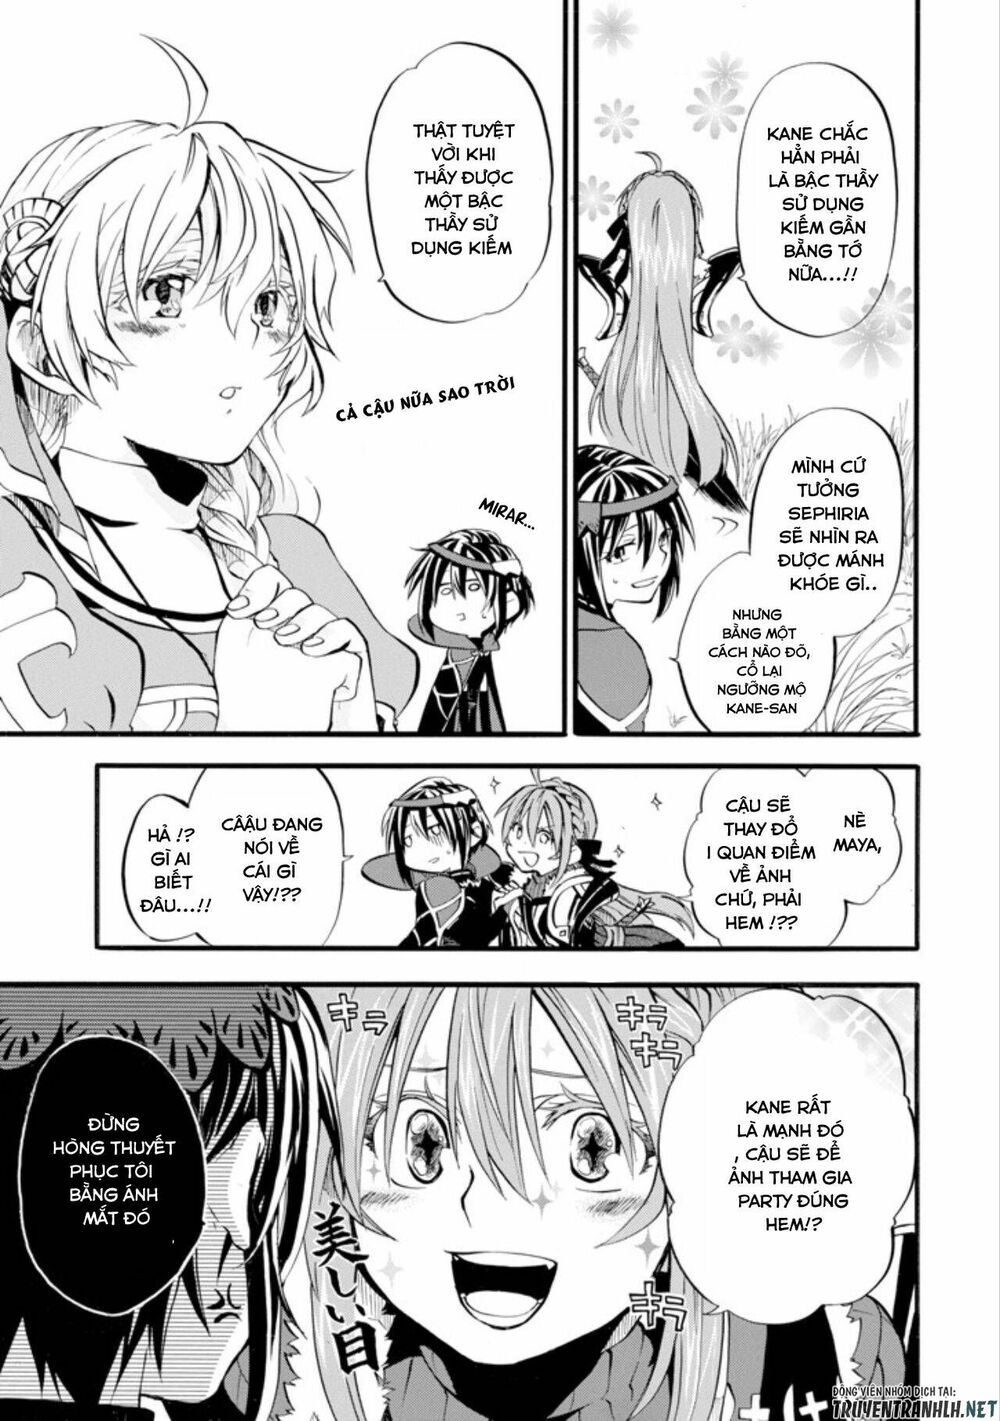 KANE CHẮC
HẲN PHẢI
LÀ BẬC THẦY
SỬ DỤNG
KIẾM GẦN
BẰNG TỚ
NỮA...!!
MÌNH CỨ
TƯỞNG
SEPHIRIA
SẼ NHÌN RA
ĐƯỢC MÁNH
KHÓE GÌ..
NHƯNG
BẰNG MỘT
CÁCH NÀO ĐÕ,
CỔ LẠI
NGƯỠNG MỘ
KANE-SAN
THẬT TUYỆT
VỜI KHI
THẤY ĐƯỢC
MỘT BẬC
THẦY SỬ
DỤNG KIẾM
CẢ CẬU NỮA SAO TRỜI
MIRAR...
NÈ
MAYA,
CẬU SẼ
THAY ĐỔ
I QUAN ĐIỂM
VỀ ẢNH
CHỨ, PHẢI
HEM !??
CÂẬU ĐANG
NÓI VỀ
CÁI GÌ
VẬY!??
HẢ !?
GÌ AI
BIẾT
ĐÂU...!!
KANE RẤT
LÀ MẠNH ĐÓ
, CẬU SẼ ĐỂ
ẢNH THAM GIA
PARTY ĐÚNG
HEM!?
キラ
キラ
キラ
キラ
美しい目
ĐỪNG
HÒNG THUYẾT
PHỤC TÔI
BẰNG ÁNH
MẮT ĐÓ
ĐỘNG VIÊN NHÓM DỊCH TẠI:
TRUYENTRANHLH.NET